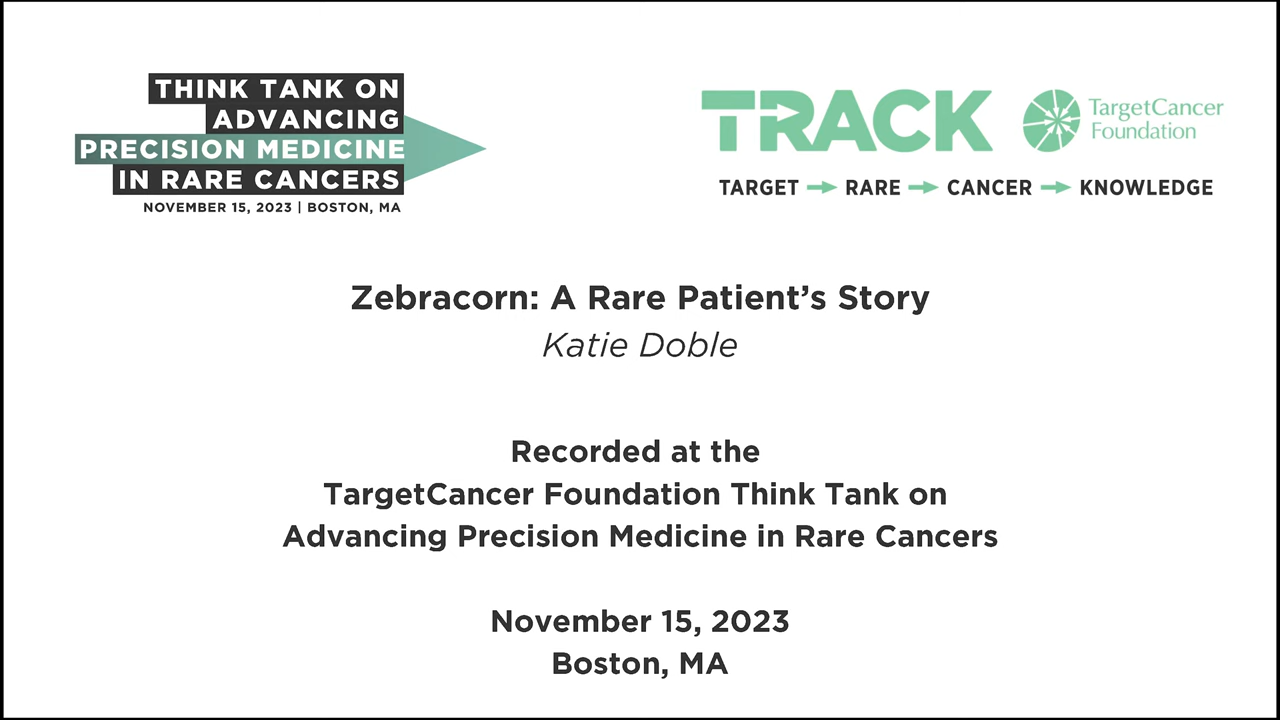 THINK TANK ON
ADVANCING
PRECISION MEDICINE
IN RARE CANCERS
NOVEMBER 15, 2023 | BOSTON, MA
TRACK
TargetCancer
Foundation
TARGET RARE CANCER KNOWLEDGE
Zebracorn: A Rare Patient’s Story
Katie Doble
Recorded at the
TargetCancer Foundation Think Tank on
Advancing Precision Medicine in Rare Cancers
November 15, 2023
Boston, MA